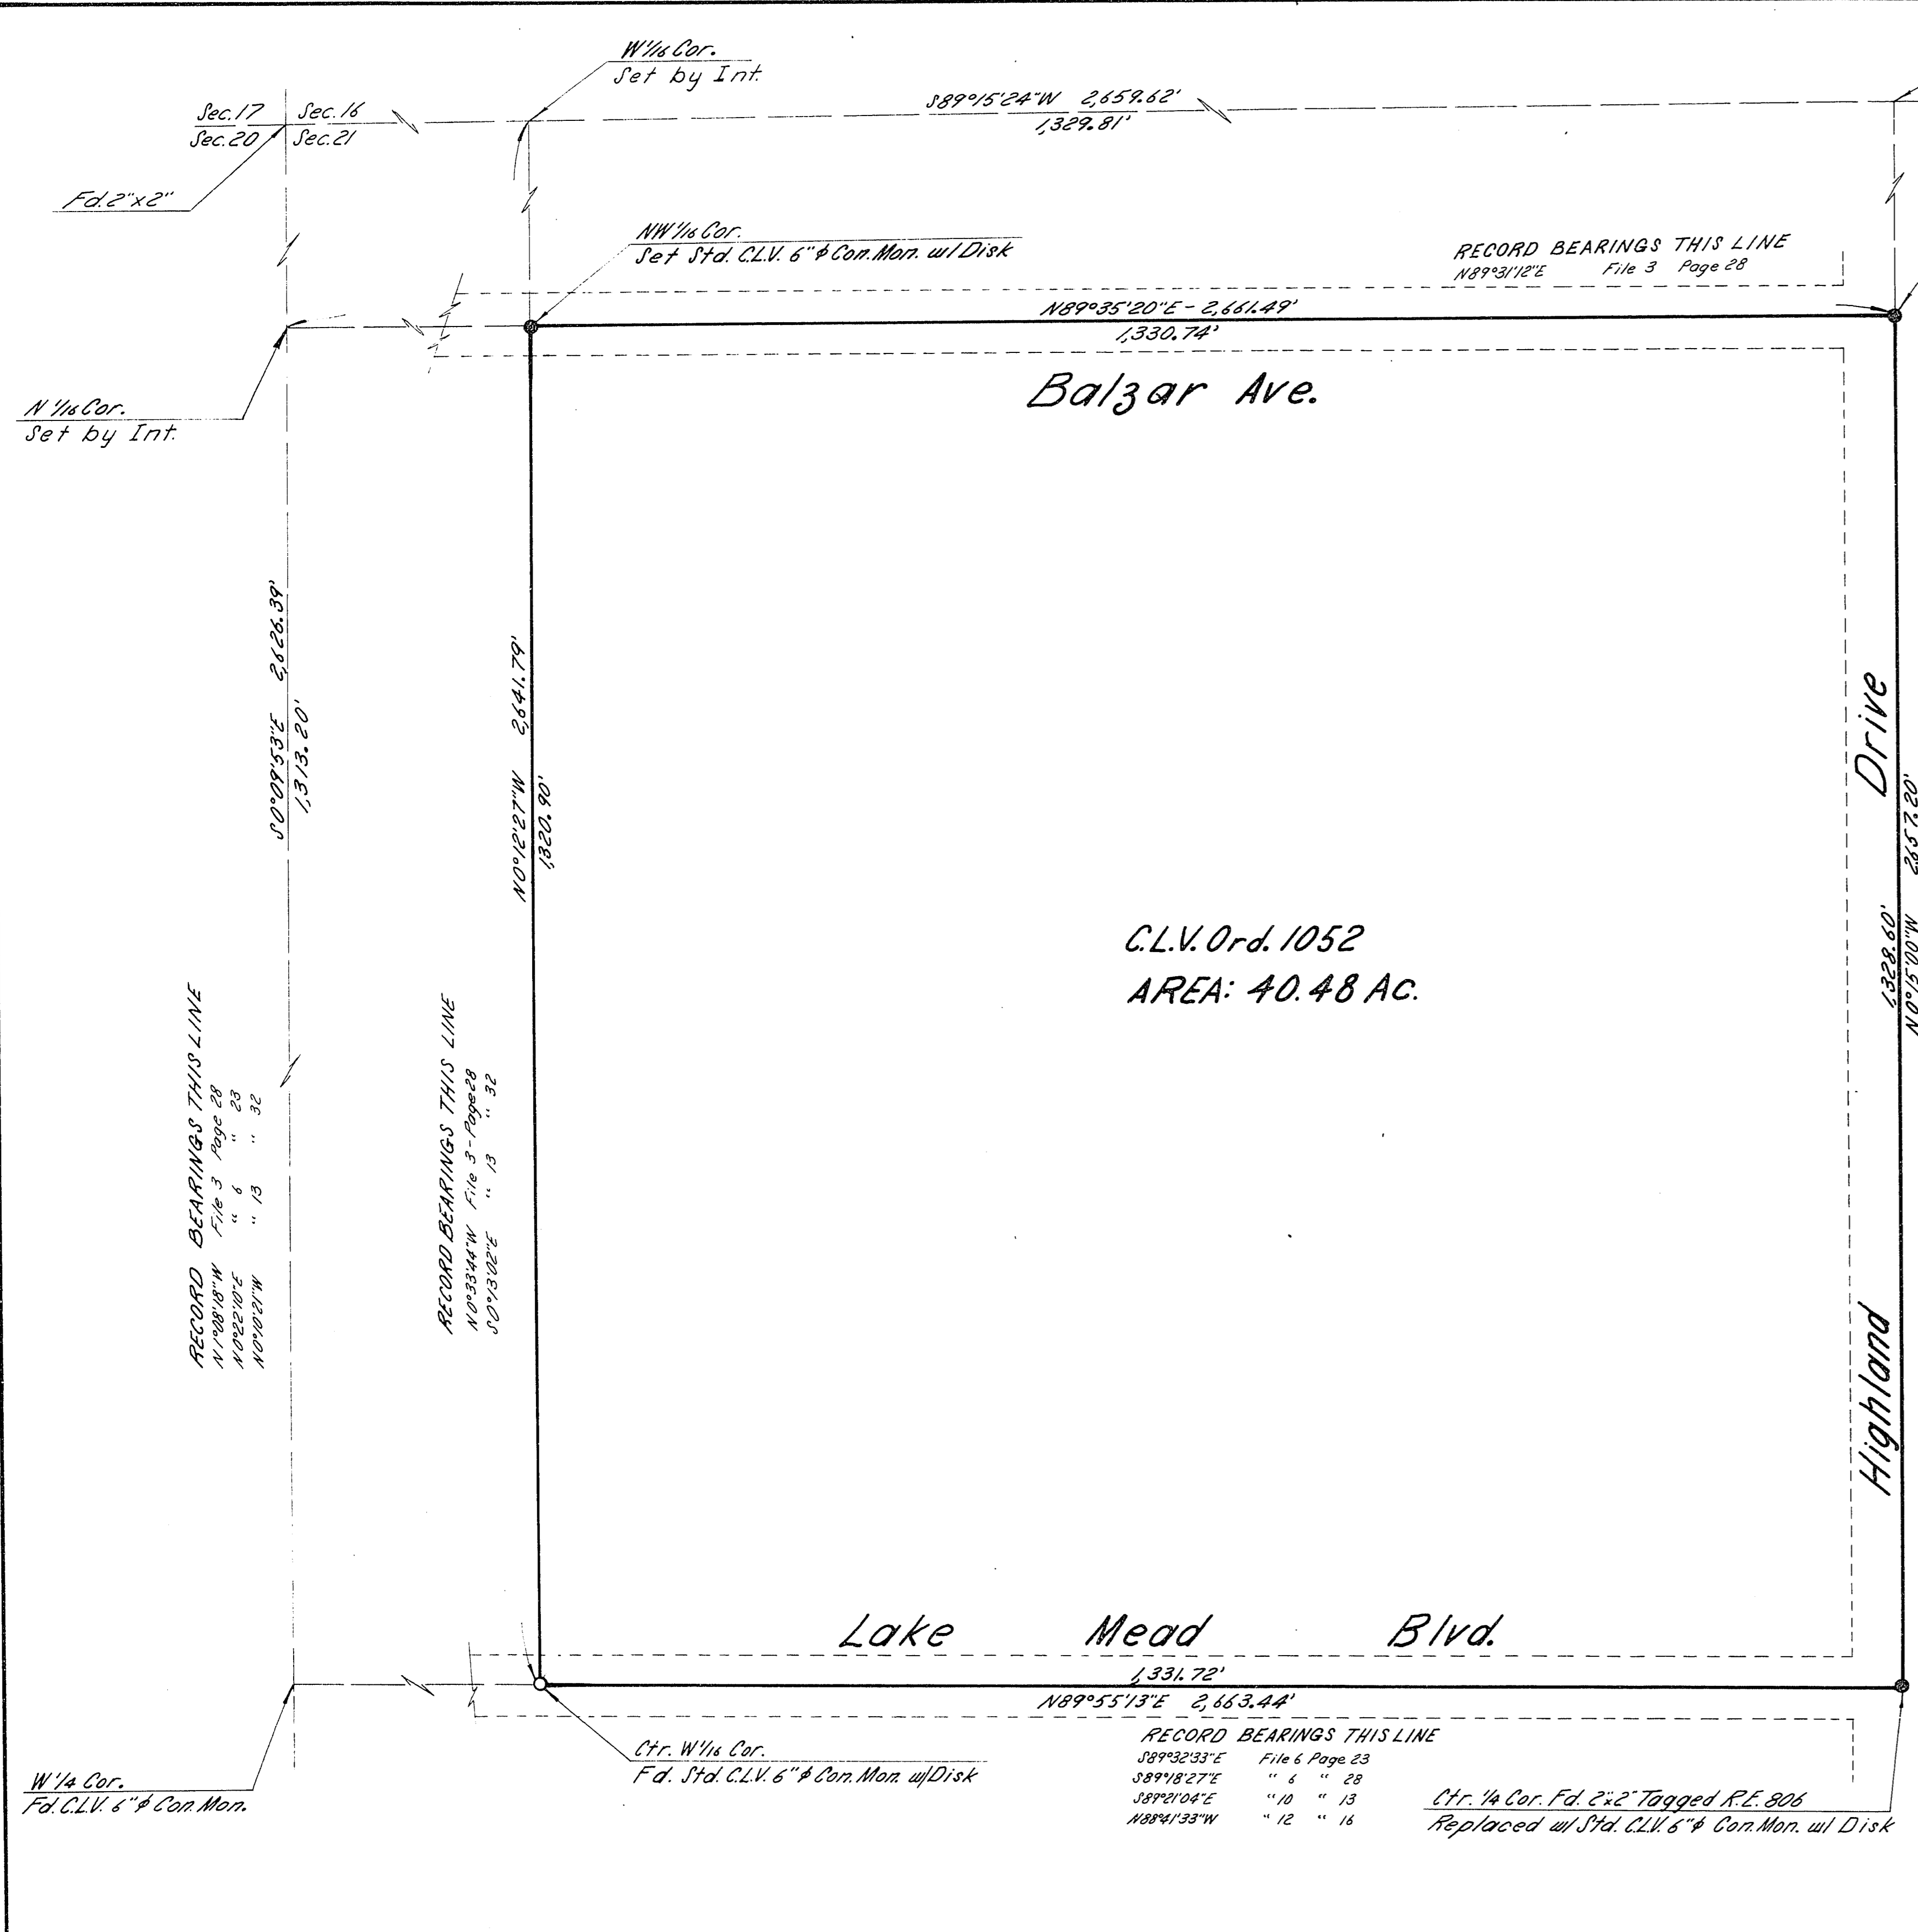 W 1/16 Cor.
Set by Int.
Sec. 17 Sec. 16
Sec. 20 Sec. 21
S89°15'24"W 2,659.62'
1,329.81'
Fd. 2"x2"
NW 1/16 Cor.
Set Std. C.L.V. 6"φ Con. Mon. w/ Disk
RECORD BEARINGS THIS LINE
N89°31'12"E File 3 Page 28
N89°35'20"E - 2,661.49'
1,330.74'
Balzar Ave.
N 1/16 Cor.
Set by Int.
S0°09'53"E 2,626.39'
1,313.20'
N0°12'27"W 2,641.79'
1,320.90'
Highland Drive
1,328.60'
N0°15'00"W 2657.20'
C.L.V. Ord. 1052
AREA: 40.48 AC.
RECORD BEARINGS THIS LINE
N1°08'18"W File 3 Page 28
N0°22'10"E " 6 " 23
N0°10'21"W " 13 " 32
RECORD BEARINGS THIS LINE
N0°33'44"W File 3 - Page 28
S0°13'02"E " 13 " 32
Lake Mead Blvd.
1,331.72'
N89°55'13"E 2,663.44'
RECORD BEARINGS THIS LINE
S89°32'33"E File 6 Page 23
S89°18'27"E " 6 " 28
S89°21'04"E " 10 " 13
N88°41'33"W " 12 " 16
Ctr. W 1/16 Cor.
Fd. Std. C.L.V. 6"φ Con. Mon. w/Disk
W 1/4 Cor.
Fd. C.L.V. 6"φ Con. Mon.
Ctr. 1/4 Cor. Fd. 2"x2" Tagged R.E. 806
Replaced w/ Std. C.L.V. 6"φ Con. Mon. w/ Disk